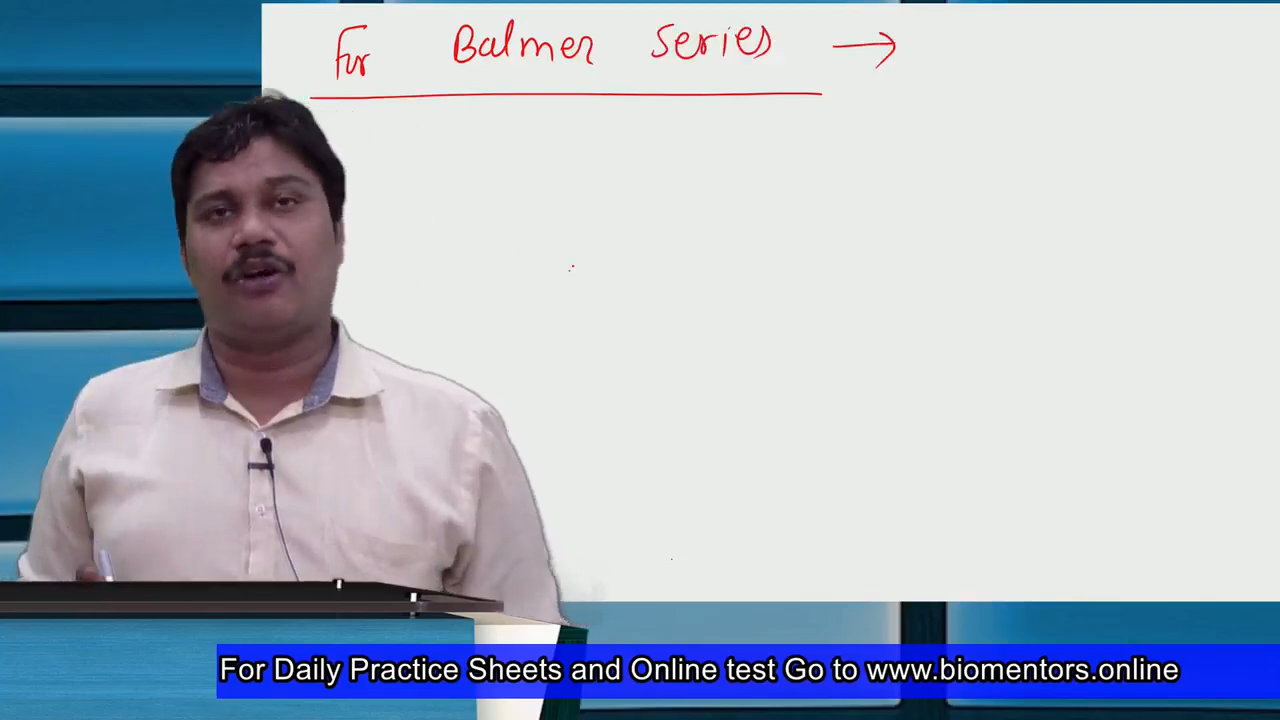 For Balmer series →
For Daily Practice Sheets and Online test Go to www.biomentors.online